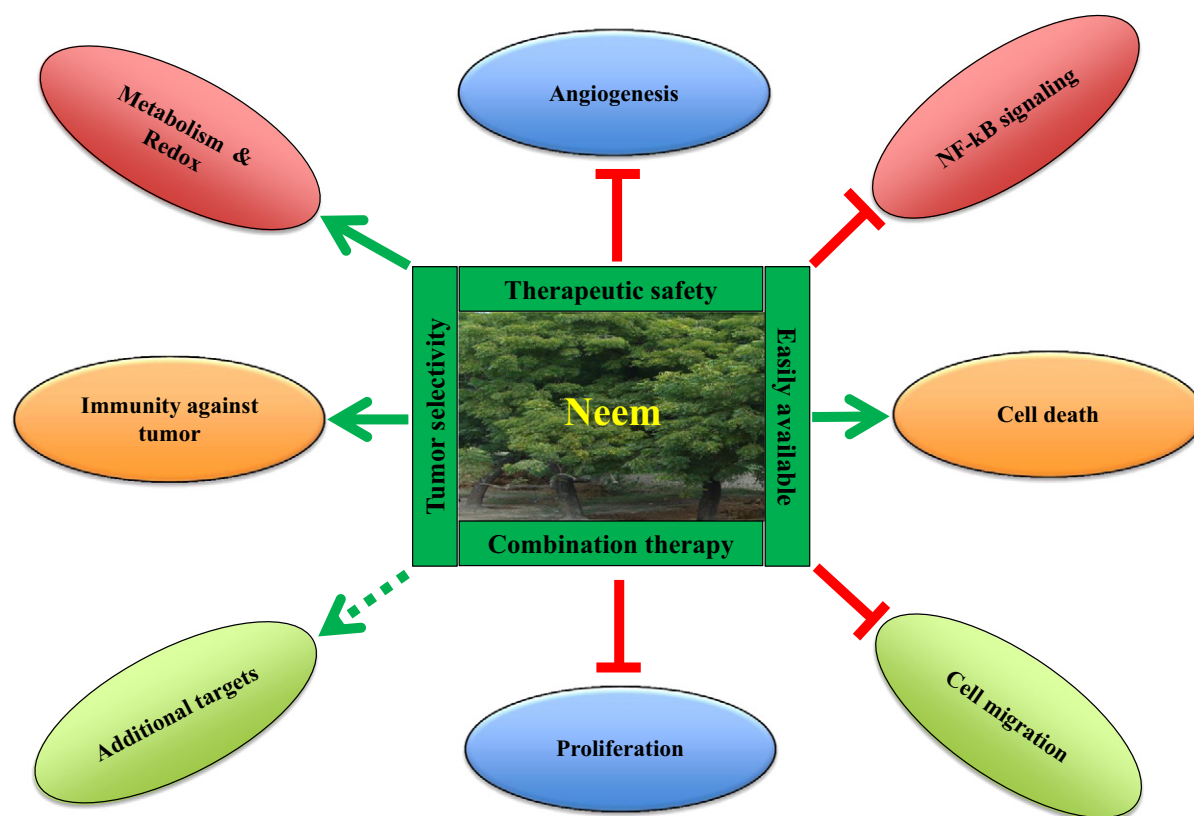 Angiogenesis
Metabolism &
Redox
NF-kB signaling
Therapeutic safety
Tumor selectivity
Easily available
Neem
Immunity against
tumor
Cell death
Combination therapy
Additional targets
Proliferation
Cell migration